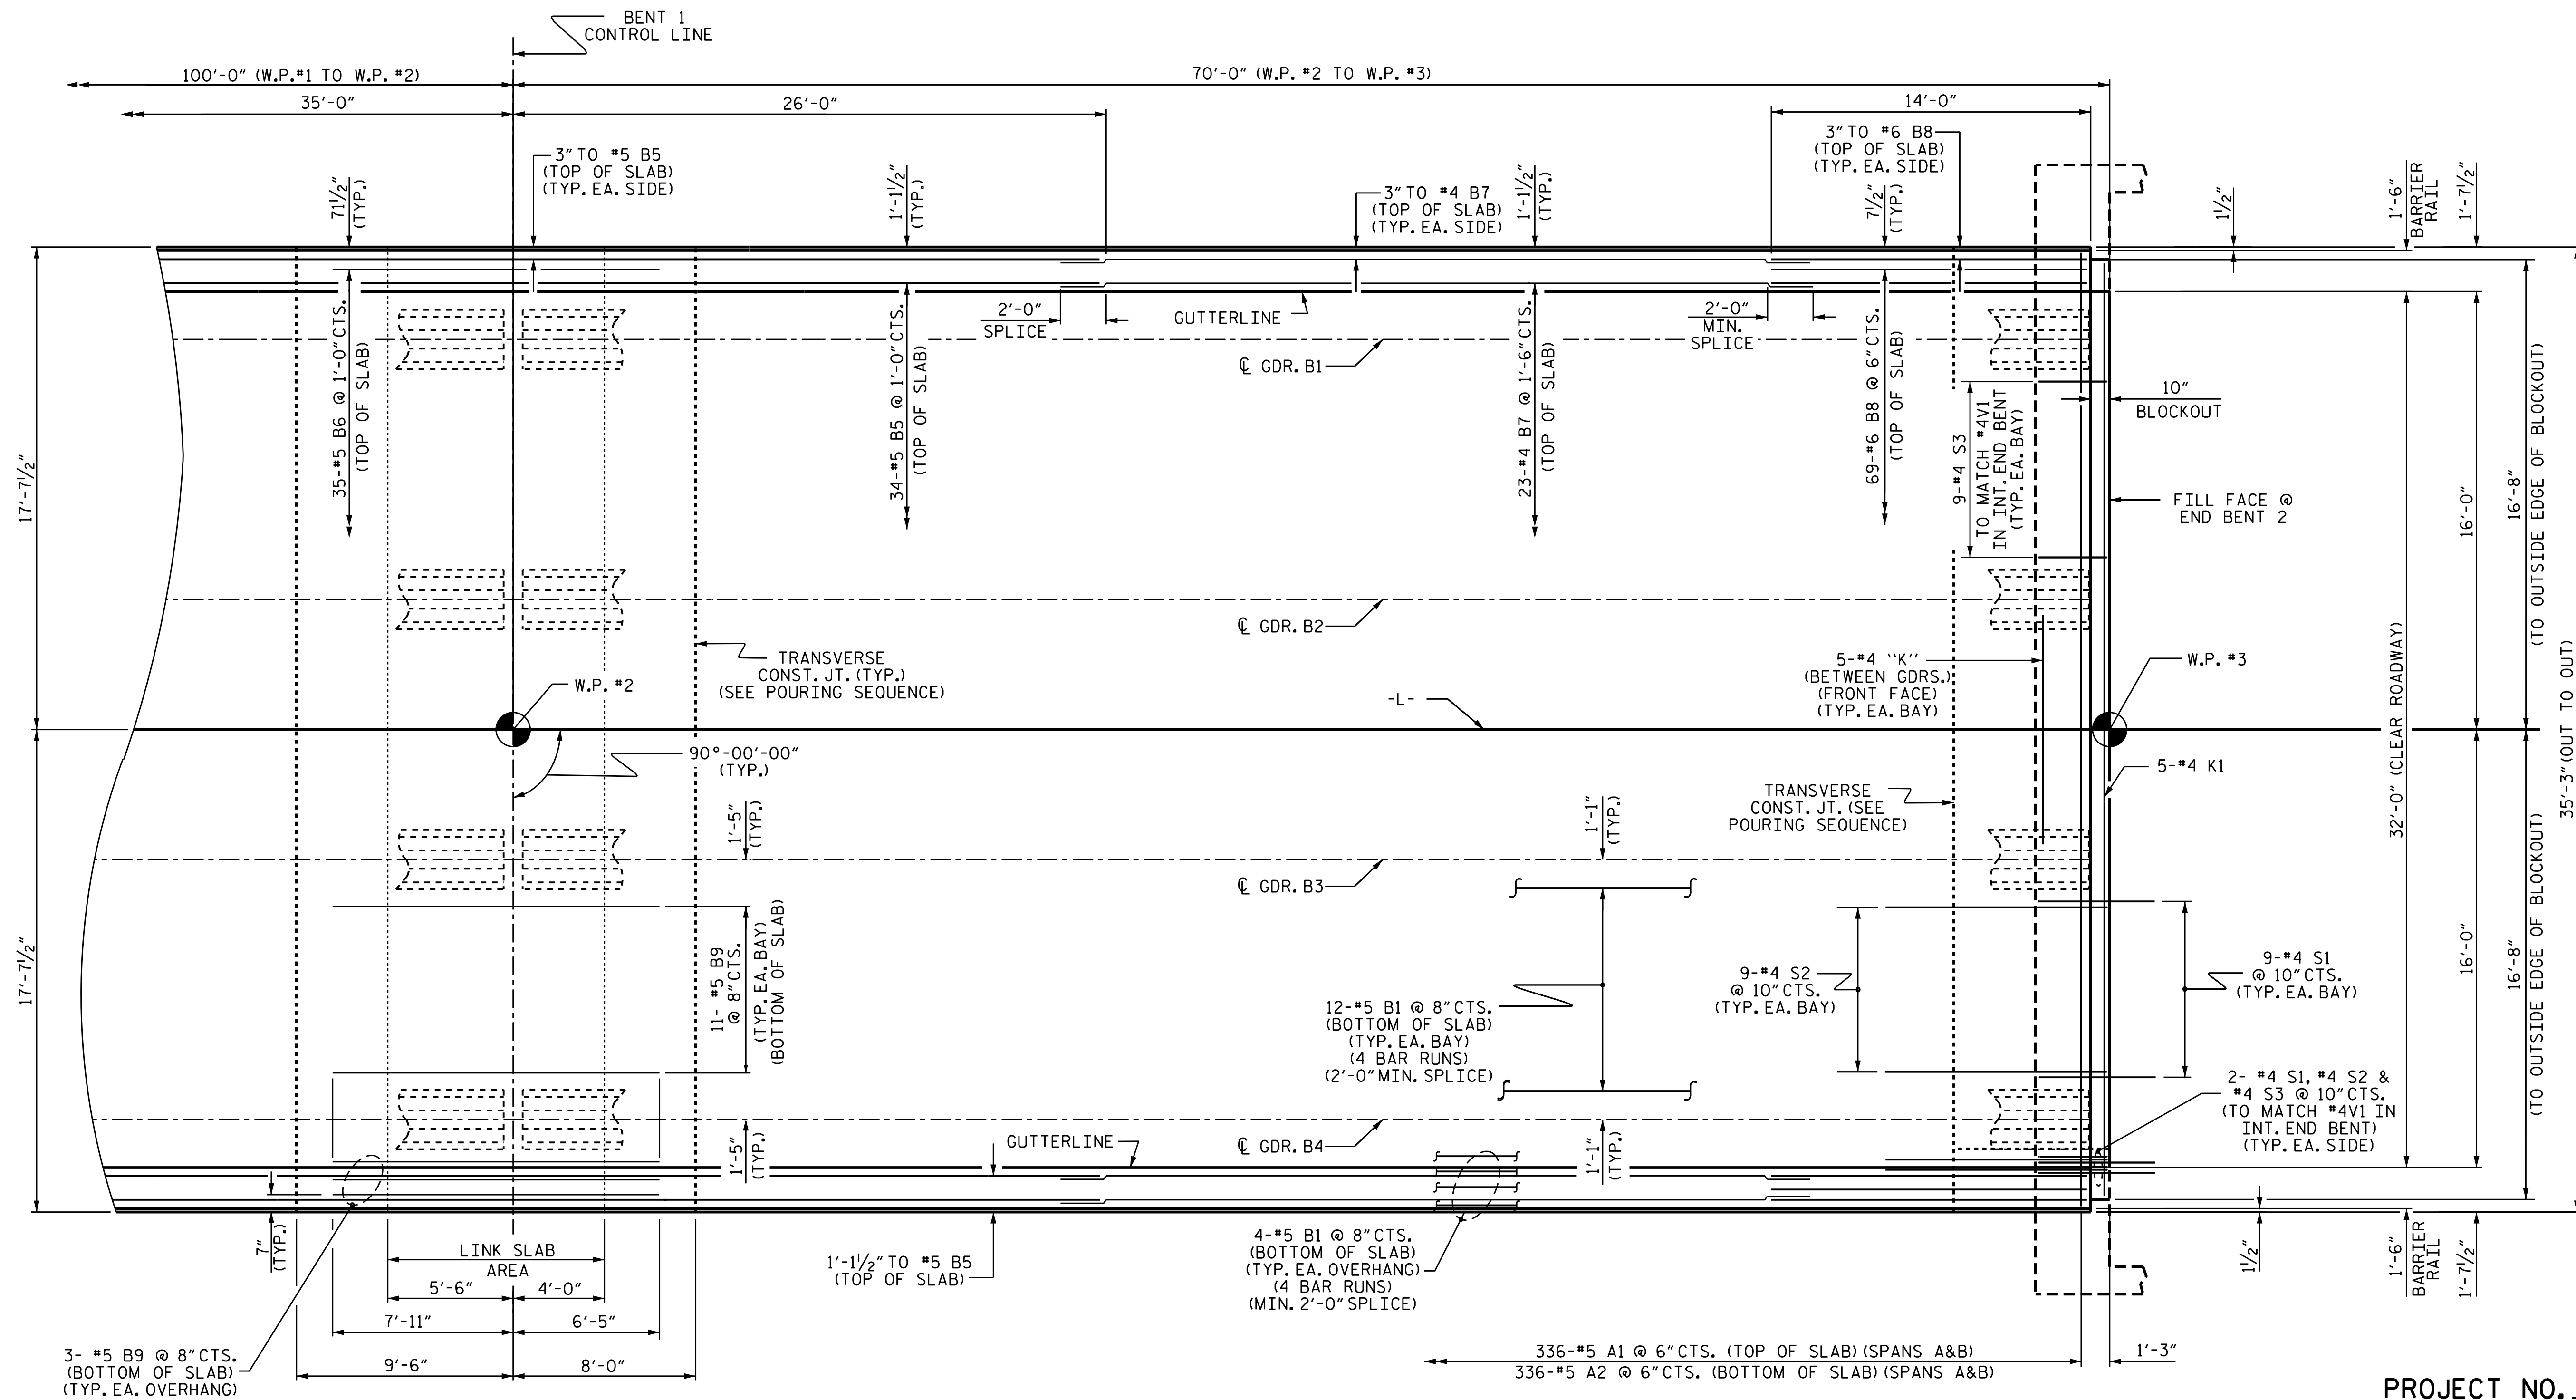 BENT 1
CONTROL LINE
100'-0" (W.P.#1 TO W.P. #2)
70'-0" (W.P. #2 TO W.P. #3)
35'-0"
26'-0"
14'-0"
3" TO #5 B5
(TOP OF SLAB)
(TYP. EA. SIDE)
3" TO #4 B7
(TOP OF SLAB)
(TYP. EA. SIDE)
3" TO #6 B8
(TOP OF SLAB)
(TYP. EA. SIDE)
71½"
(TYP.)
1'-1½"
(TYP.)
1'-1½"
(TYP.)
7½"
(TYP.)
1½"
1'-6"
BARRIER
RAIL
1'-7½"
17'-7½"
35-#5 B6 @ 1'-0" CTS.
(TOP OF SLAB)
34-#5 B5 @ 1'-0" CTS.
(TOP OF SLAB)
2'-0"
SPLICE
GUTTERLINE
23-#4 B7 @ 1'-6" CTS.
(TOP OF SLAB)
2'-0"
MIN.
SPLICE
69-#6 B8 @ 6" CTS.
(TOP OF SLAB)
℄ GDR. B1
9-#4 S3
TO MATCH #4V1
IN INT. END BENT
(TYP. EA. BAY)
10"
BLOCKOUT
FILL FACE @
END BENT 2
16'-0"
16'-8"
(TO OUTSIDE EDGE OF BLOCKOUT)
℄ GDR. B2
TRANSVERSE
CONST. JT. (TYP.)
(SEE POURING SEQUENCE)
W.P. #2
-L-
5-#4 "K"
(BETWEEN GDRS.)
(FRONT FACE)
(TYP. EA. BAY)
W.P. #3
32'-0" (CLEAR ROADWAY)
35'-3" (OUT TO OUT)
90°-00'-00"
(TYP.)
5-#4 K1
TRANSVERSE
CONST. JT. (SEE
POURING SEQUENCE)
1'-5"
(TYP.)
1'-1"
(TYP.)
℄ GDR. B3
17'-7½"
11- #5 B9
@ 8" CTS.
(TYP. EA. BAY)
(BOTTOM OF SLAB)
12-#5 B1 @ 8" CTS.
(BOTTOM OF SLAB)
(TYP. EA. BAY)
(4 BAR RUNS)
(2'-0" MIN. SPLICE)
9-#4 S2
@ 10" CTS.
(TYP. EA. BAY)
9-#4 S1
@ 10" CTS.
(TYP. EA. BAY)
16'-0"
16'-8"
(TO OUTSIDE EDGE OF BLOCKOUT)
2- #4 S1, #4 S2 &
#4 S3 @ 10" CTS.
(TO MATCH #4V1 IN
INT. END BENT)
(TYP. EA. SIDE)
1'-5"
(TYP.)
GUTTERLINE
℄ GDR. B4
1'-1"
(TYP.)
7"
(TYP.)
LINK SLAB
AREA
5'-6"
4'-0"
7'-11"
6'-5"
9'-6"
8'-0"
1'-1½" TO #5 B5
(TOP OF SLAB)
4-#5 B1 @ 8" CTS.
(BOTTOM OF SLAB)
(TYP. EA. OVERHANG)
(4 BAR RUNS)
(MIN. 2'-0" SPLICE)
1½"
1'-6"
BARRIER
RAIL
1'-7½"
3- #5 B9 @ 8" CTS.
(BOTTOM OF SLAB)
(TYP. EA. OVERHANG)
336-#5 A1 @ 6" CTS. (TOP OF SLAB) (SPANS A&B)
336-#5 A2 @ 6" CTS. (BOTTOM OF SLAB) (SPANS A&B)
1'-3"
PROJECT NO.